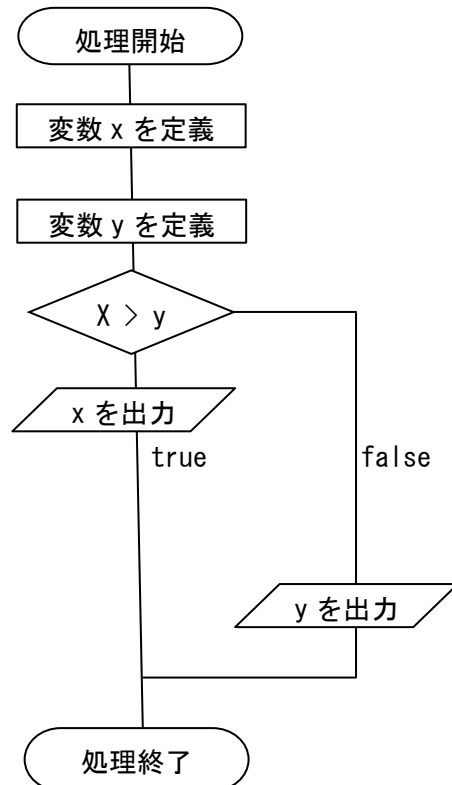 処理開始
変数 x を定義
変数 y を定義
X > y
x を出力
true
false
y を出力
処理終了